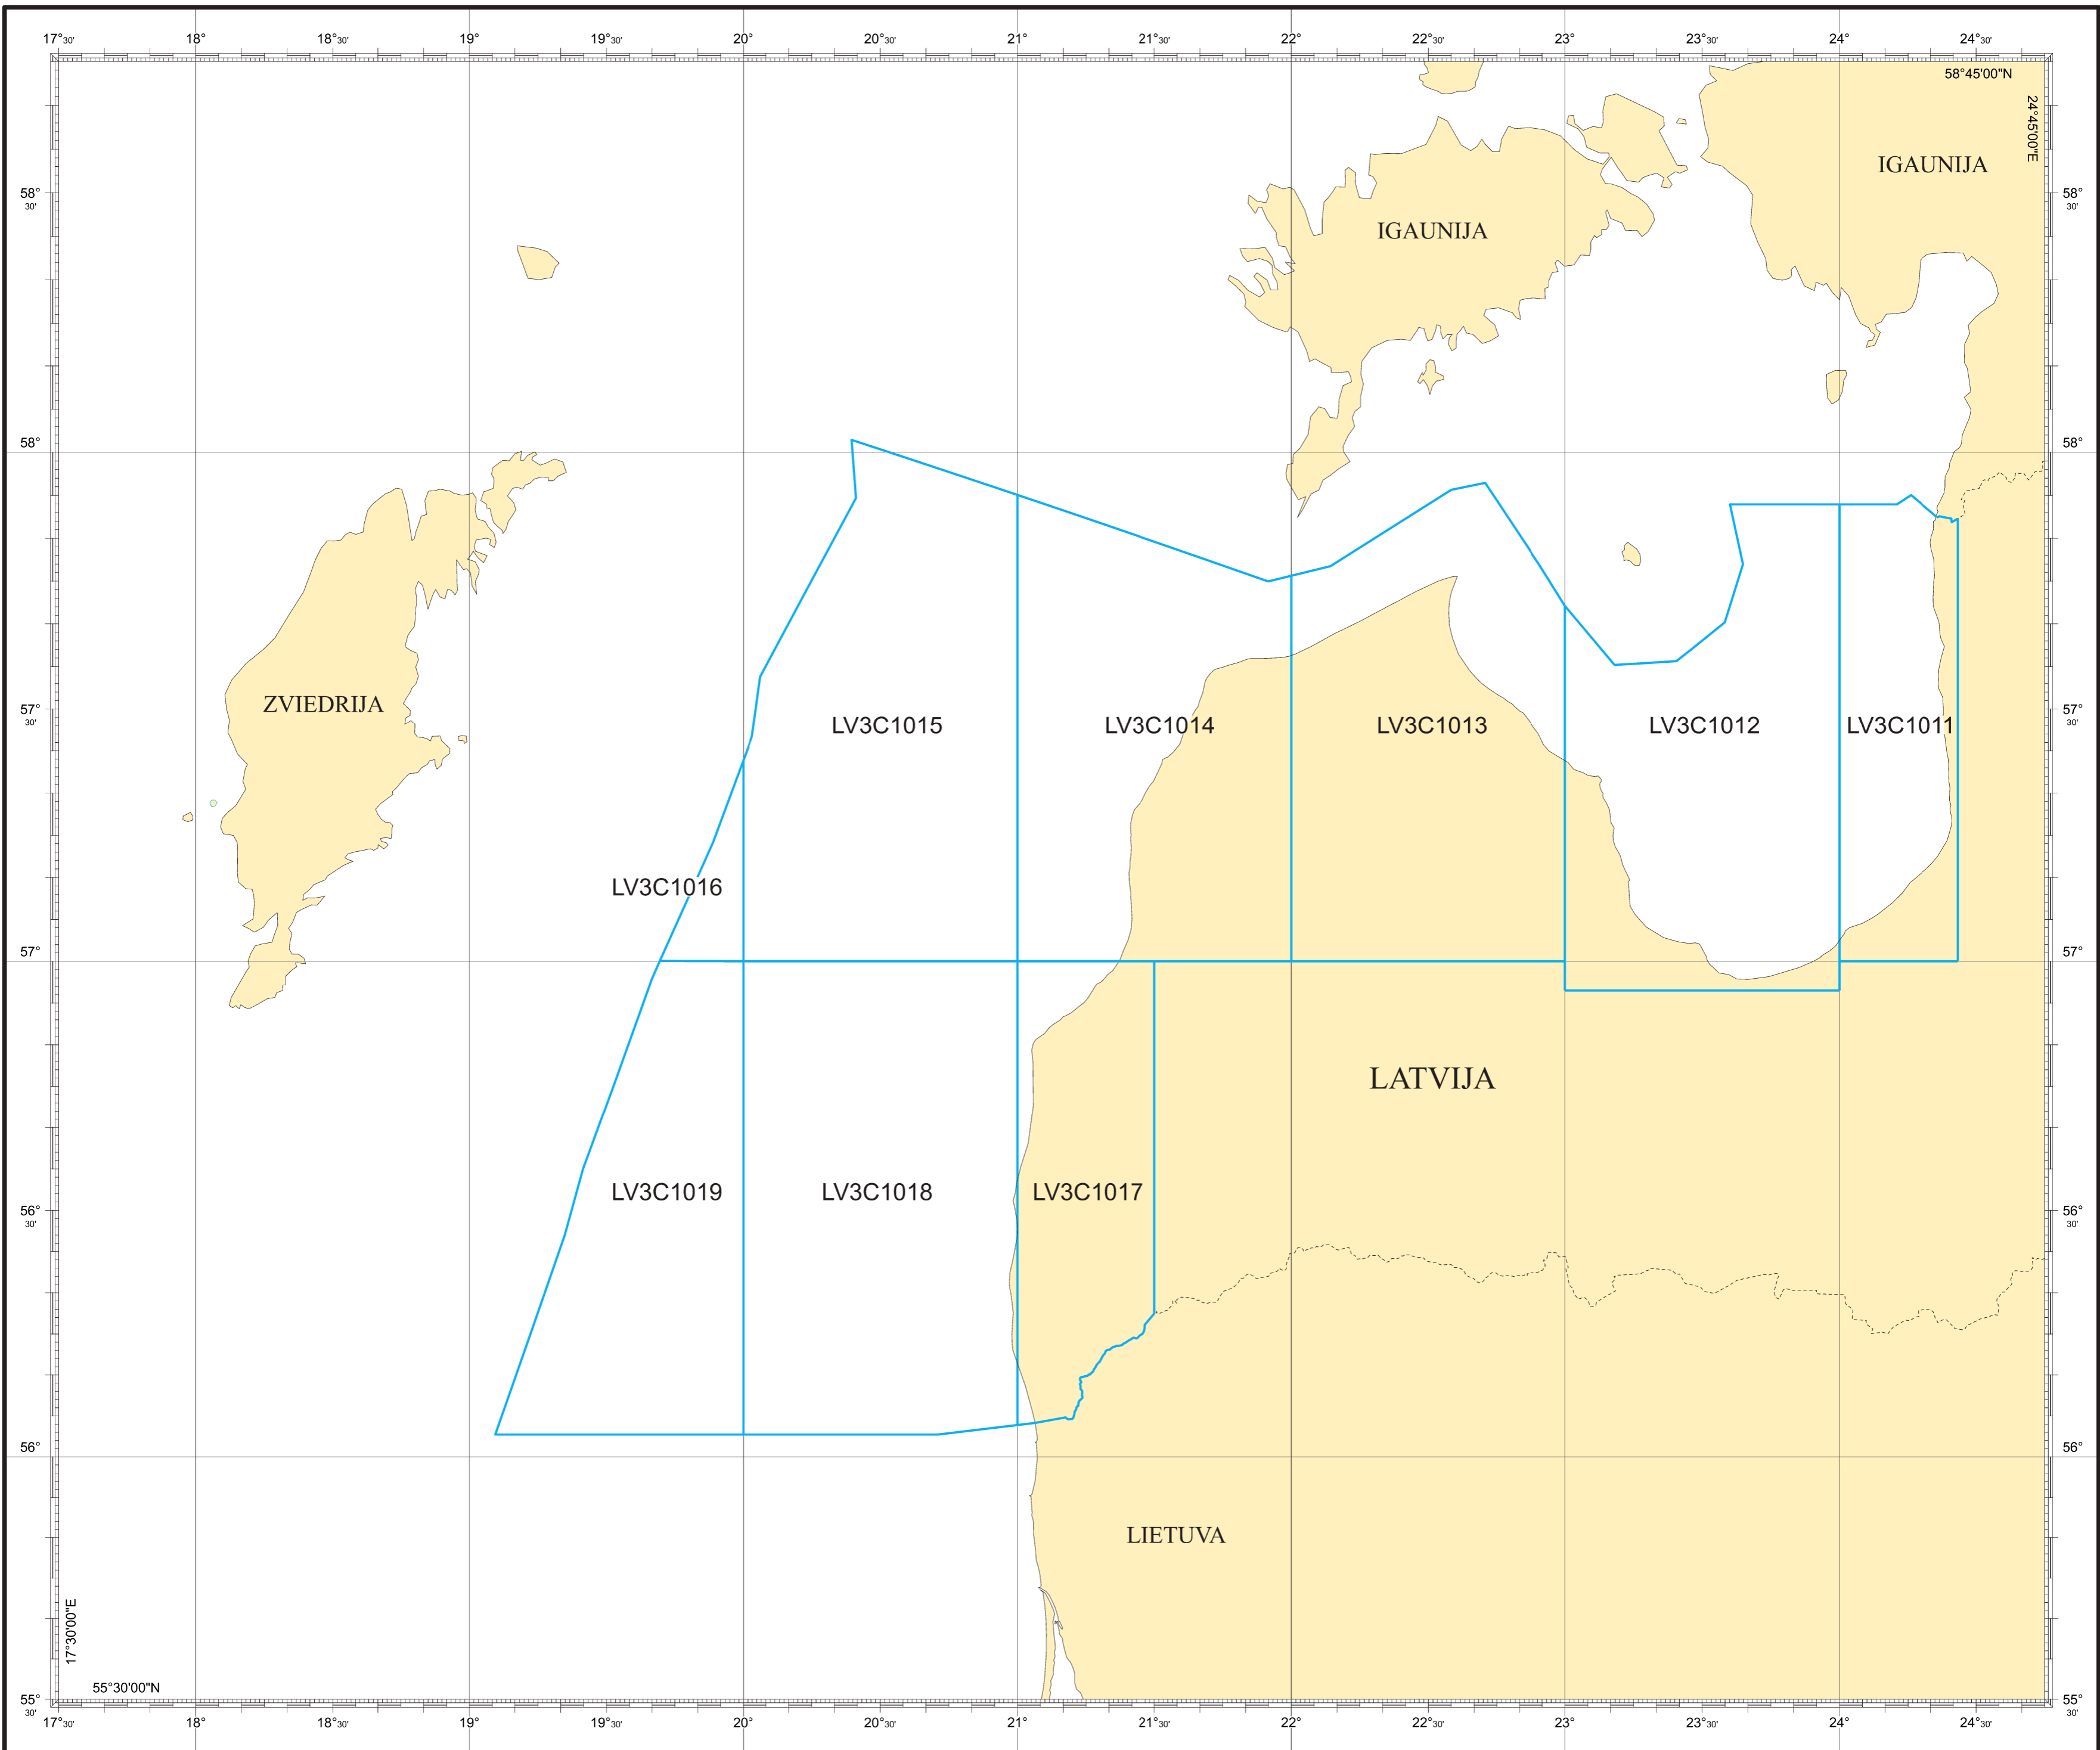 17°30' 18° 18°30' 19° 19°30' 20° 20°30' 21° 21°30' 22° 22°30' 23° 23°30' 24° 24°30'
58°45'00"N
24°45'00"E
IGAUNIJA
58° 30'
58° 30'
IGAUNIJA
58°
58°
ZVIEDRIJA
57° 30'
57° 30'
LV3C1015
LV3C1014
LV3C1013
LV3C1012
LV3C1011
LV3C1016
57°
57°
LATVIJA
LV3C1019
LV3C1018
LV3C1017
56° 30'
56° 30'
56°
56°
LIETUVA
17°30'00"E
55°30'00"N
55° 30'
55° 30'
17°30' 18° 18°30' 19° 19°30' 20° 20°30' 21° 21°30' 22° 22°30' 23° 23°30' 24° 24°30'